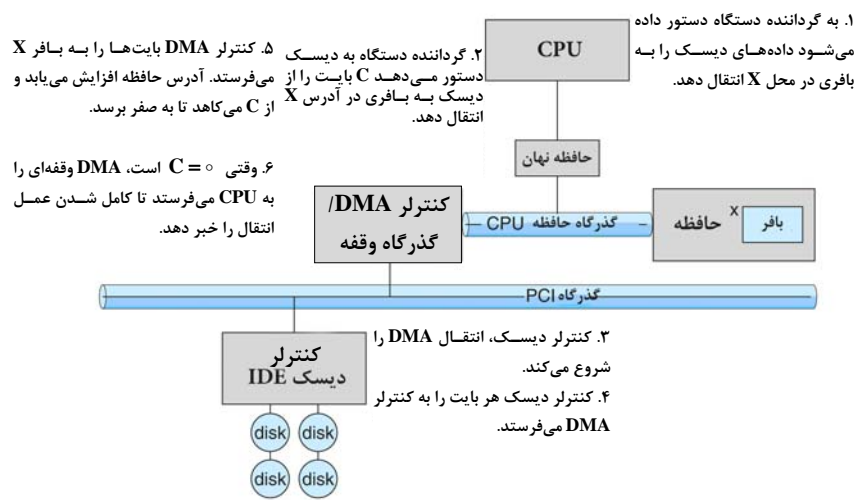 ۱. به گرداننده دستگاه دستور داده
می‌شود داده‌های دیسک را به
بافری در محل X انتقال دهد.
۲. گرداننده دستگاه به دیسک
دستور می‌دهد C بایت را از
دیسک به بافری در آدرس X
انتقال دهد.
۵. کنترلر DMA بایت‌ها را به بافر X
می‌فرستد. آدرس حافظه افزایش می‌یابد و
از C می‌کاهد تا به صفر برسد.
۶. وقتی C = ۰ است، DMA وقفه‌ای را
به CPU می‌فرستد تا کامل شدن عمل
انتقال را خبر دهد.
CPU
حافظه نهان
کنترلر DMA/
گذرگاه وقفه
گذرگاه حافظه CPU
حافظه
X
بافر
گذرگاه PCI
کنترلر
دیسک IDE
disk disk
disk disk
۳. کنترلر دیسک، انتقال DMA را
شروع می‌کند.
۴. کنترلر دیسک هر بایت را به کنترلر
DMA می‌فرستد.